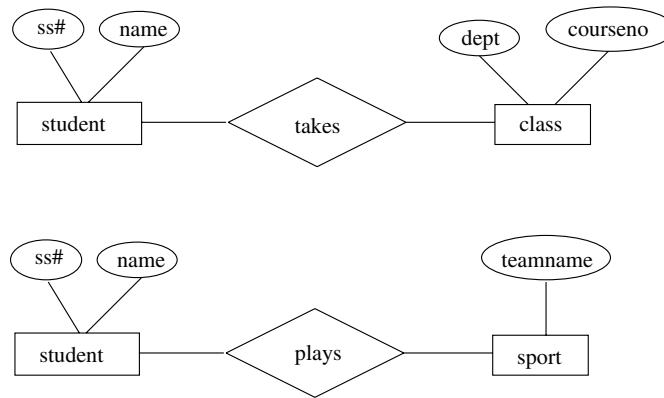 ss# name
dept courseno
student takes class
ss# name teamname
student plays sport